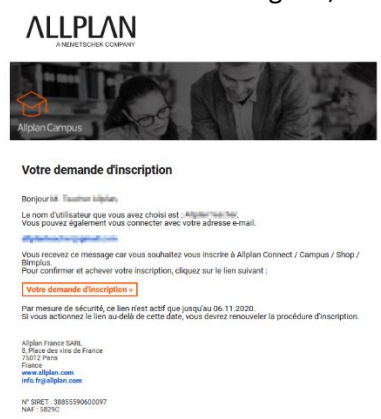 ALLPLAN
A NEMETSCHEK COMPANY
Allplan Campus
Votre demande d'inscription
Bonjour M.
Le nom d'utilisateur que vous avez choisi est :
Vous pouvez également vous connecter avec votre adresse e-mail.
Vous recevez ce message car vous souhaitez vous inscrire à Allplan Connect / Campus / Shop /
Bimplus.
Pour confirmer et achever votre inscription, cliquez sur le lien suivant :
Votre demande d'inscription »
Par mesure de sécurité, ce lien n'est actif que jusqu'au 06.11.2020.
Si vous actionnez le lien au-delà de cette date, vous devrez renouveler la procédure d'inscription.
Allplan France SARL
8, Place des vins de France
75012 Paris
France
www.allplan.com
info.fr@allplan.com
N° SIRET : 38855590600097
NAF : 5829C